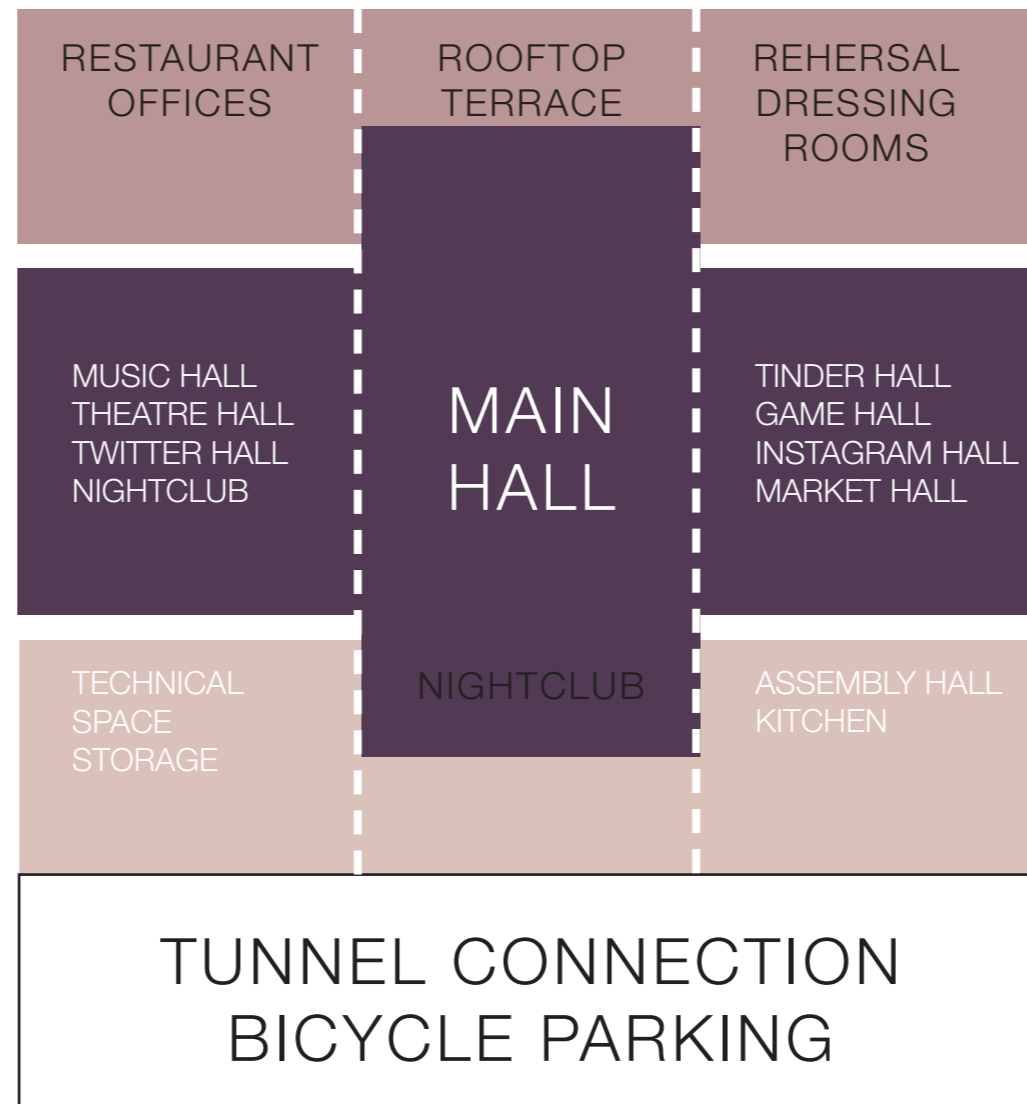 RESTAURANT
OFFICES
ROOFTOP
TERRACE
REHERSAL
DRESSING
ROOMS
MUSIC HALL
THEATRE HALL
TWITTER HALL
NIGHTCLUB
MAIN
HALL
TINDER HALL
GAME HALL
INSTAGRAM HALL
MARKET HALL
TECHNICAL
SPACE
STORAGE
NIGHTCLUB
ASSEMBLY HALL
KITCHEN
TUNNEL CONNECTION
BICYCLE PARKING